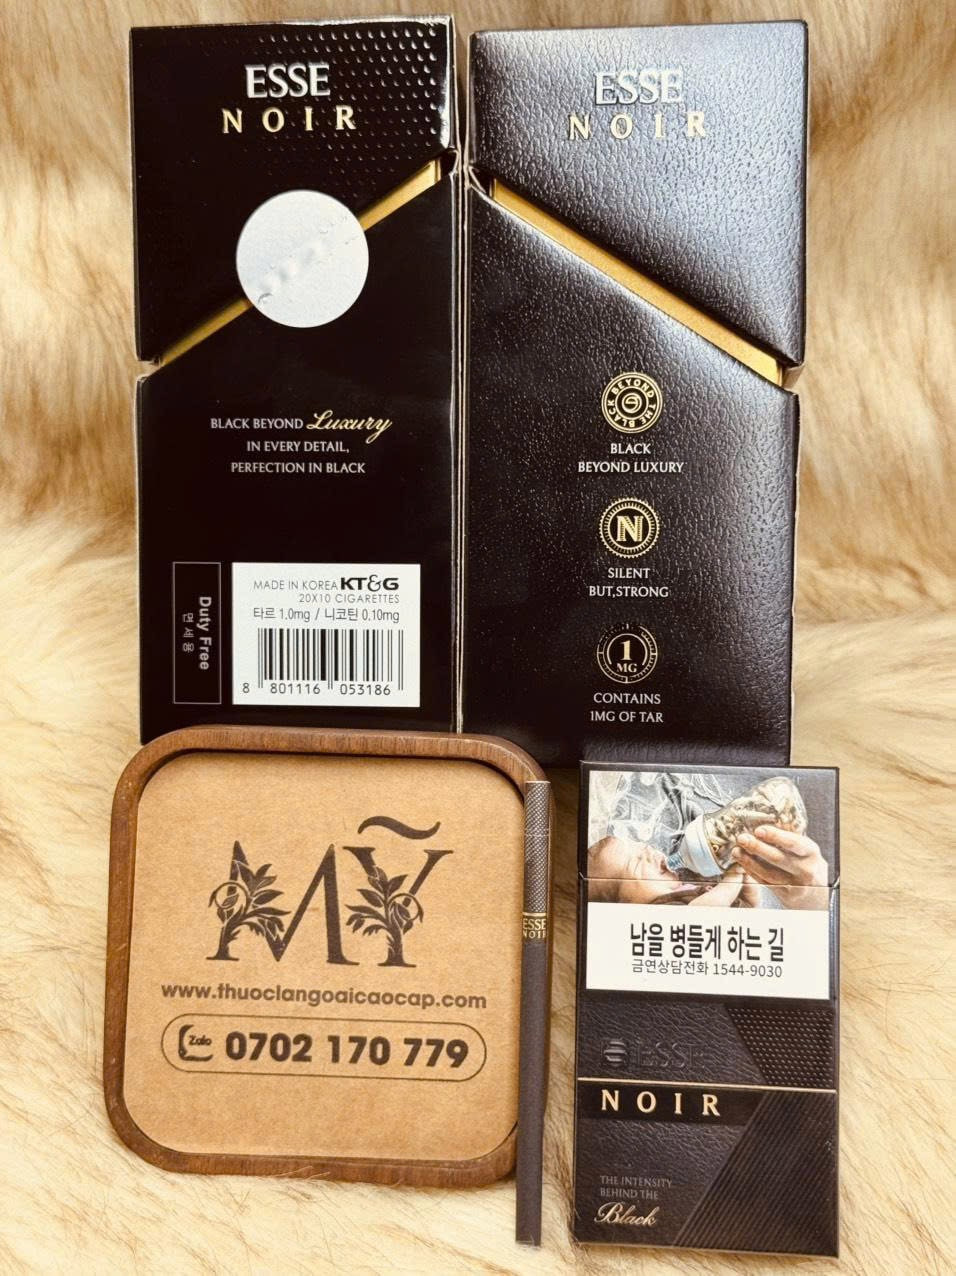 ESSE
NOIR
BLACK BEYOND Luxury
IN EVERY DETAIL,
PERFECTION IN BLACK
Duty Free
면세용
MADE IN KOREA KT&G
20X10 CIGARETTES
타르 1.0mg / 니코틴 0.10mg
8 801116 053186
ESSE
NOIR
BLACK BEYOND THE
BLACK
BEYOND LUXURY
N
SILENT
BUT,STRONG
1
MG
CONTAINS
1MG OF TAR
MỸ
www.thuoclangoaicaocap.com
Zalo 0702 170 779
ESSE
NOIR
남을 병들게 하는 길
금연상담전화 1544-9030
ESSE
NOIR
THE INTENSITY
BEHIND THE
Black